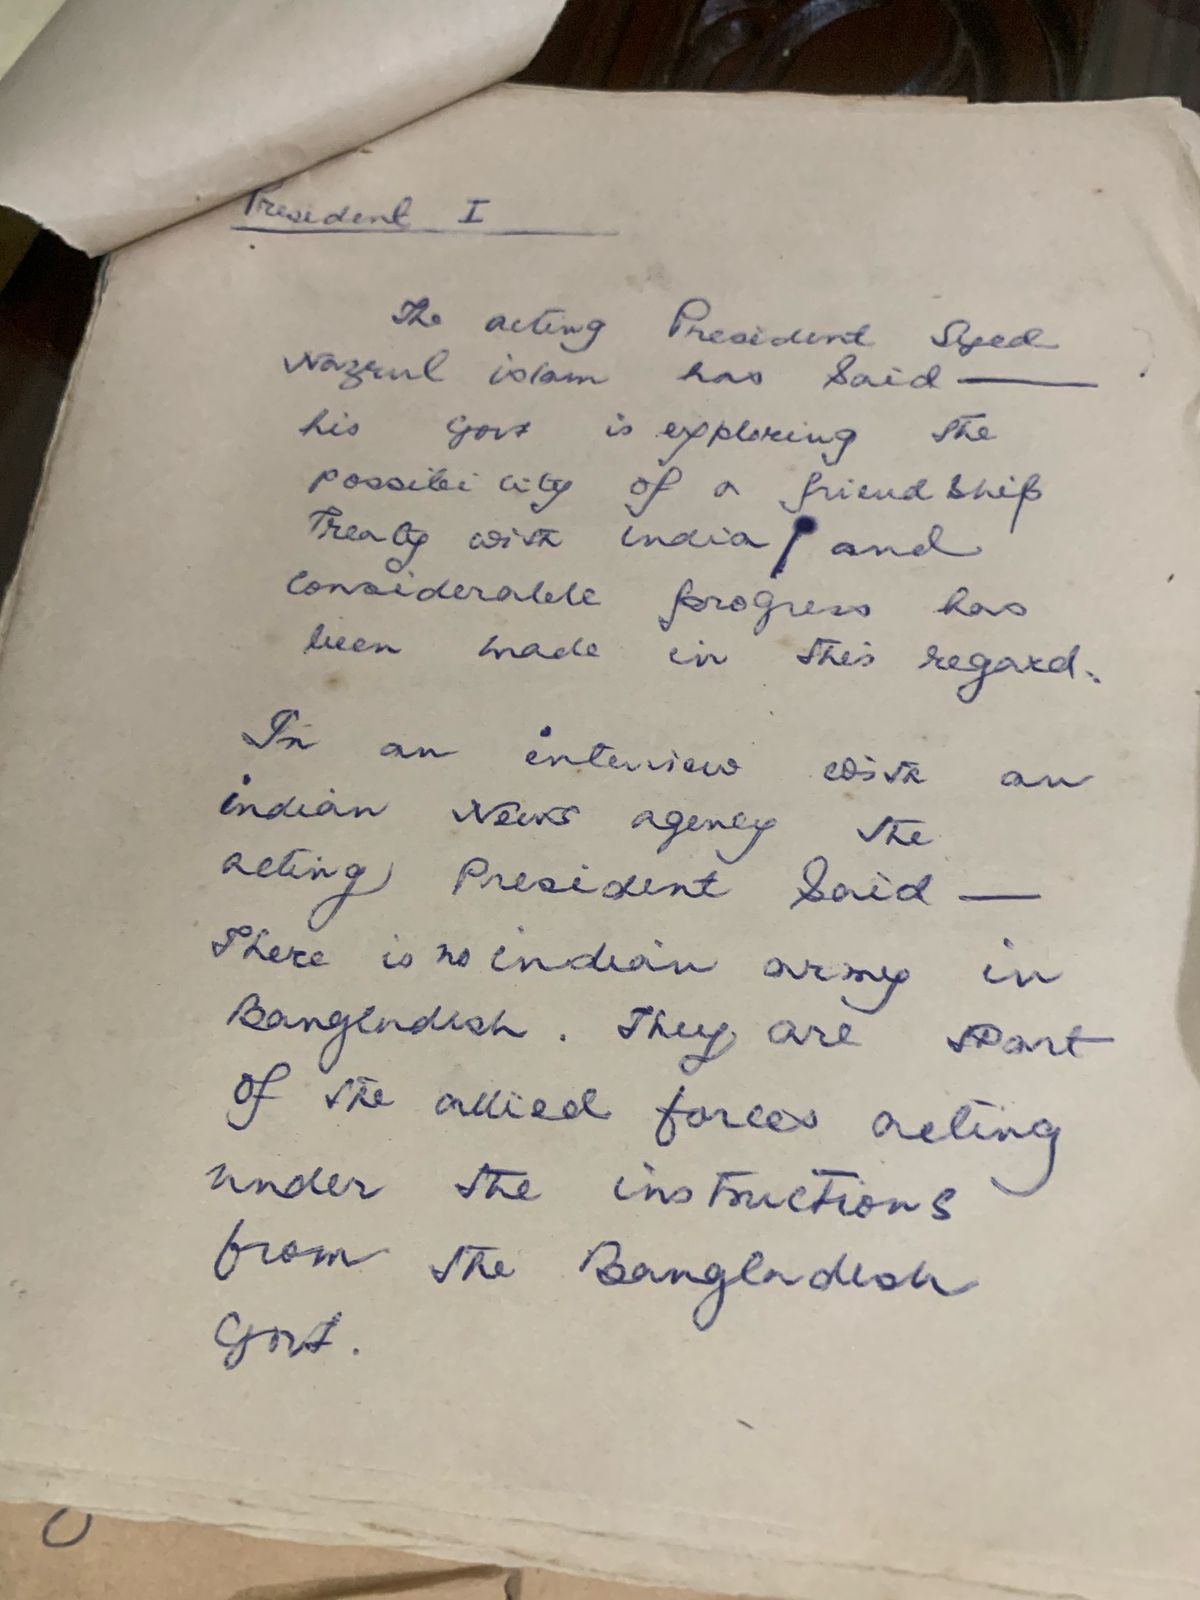 President I
The acting President Syed
Nazrul islam has Said —
his Govt is exploring the
possibility of a friendship
Treaty with india and
considerable progress has
been made in this regard.
In an interview with an
indian News agency the
acting President Said —
There is no indian army in
Bangladesh. They are part
of the allied forces acting
under the instructions
from the Bangladesh
Govt.